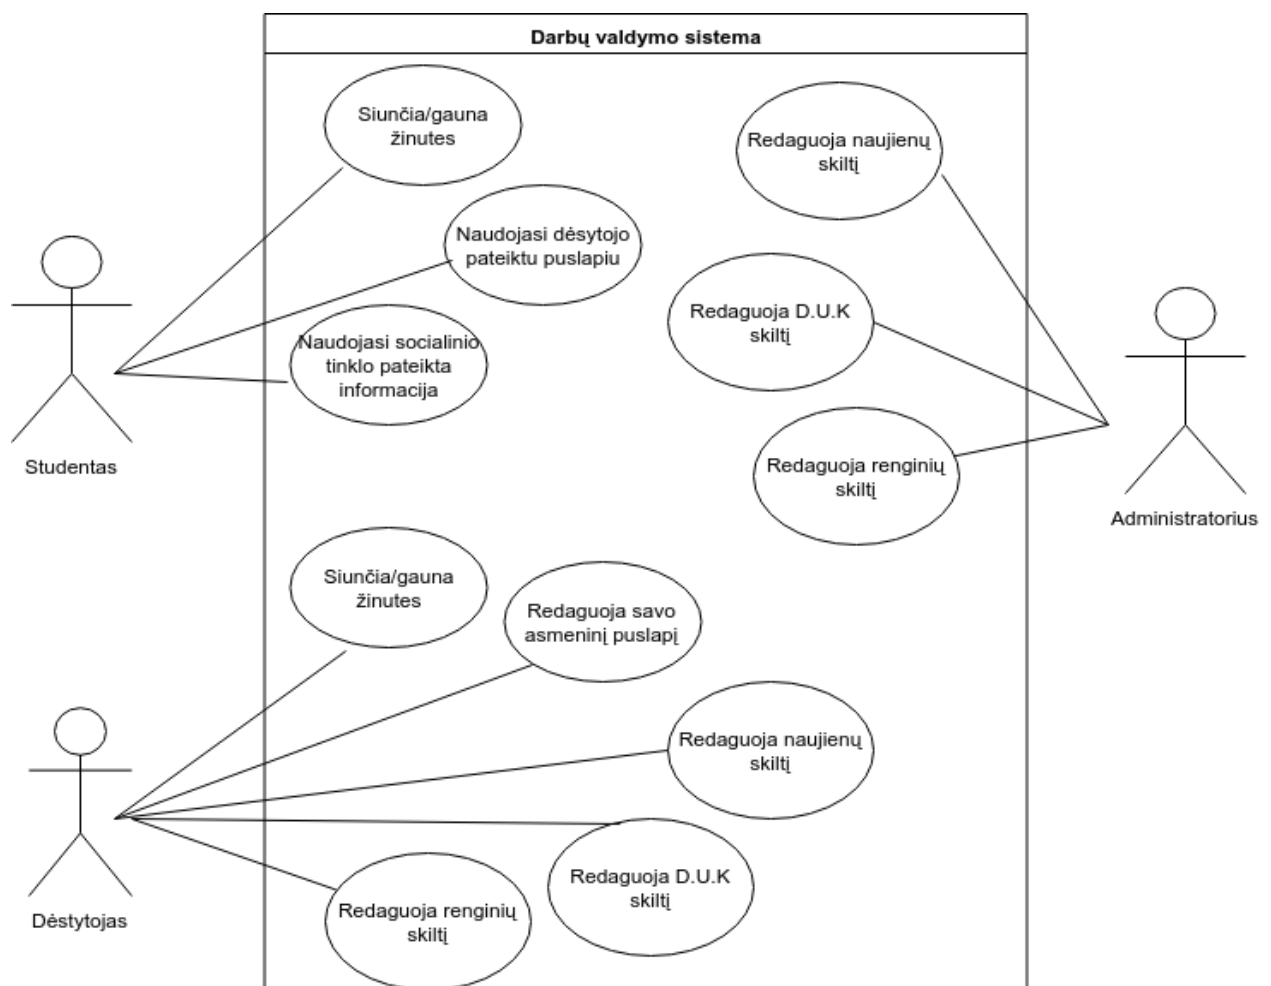 Darbų valdymo sistema
Siunčia/gauna
žinutes
Redaguoja naujienų
skiltį
Naudojasi dėsytojo
pateiktu puslapiu
Redaguoja D.U.K
skiltį
Naudojasi socialinio
tinklo pateikta
informacija
Studentas
Redaguoja renginių
skiltį
Administratorius
Siunčia/gauna
žinutes
Redaguoja savo
asmeninį puslapį
Redaguoja naujienų
skiltį
Redaguoja D.U.K
skiltį
Redaguoja renginių
skiltį
Dėstytojas